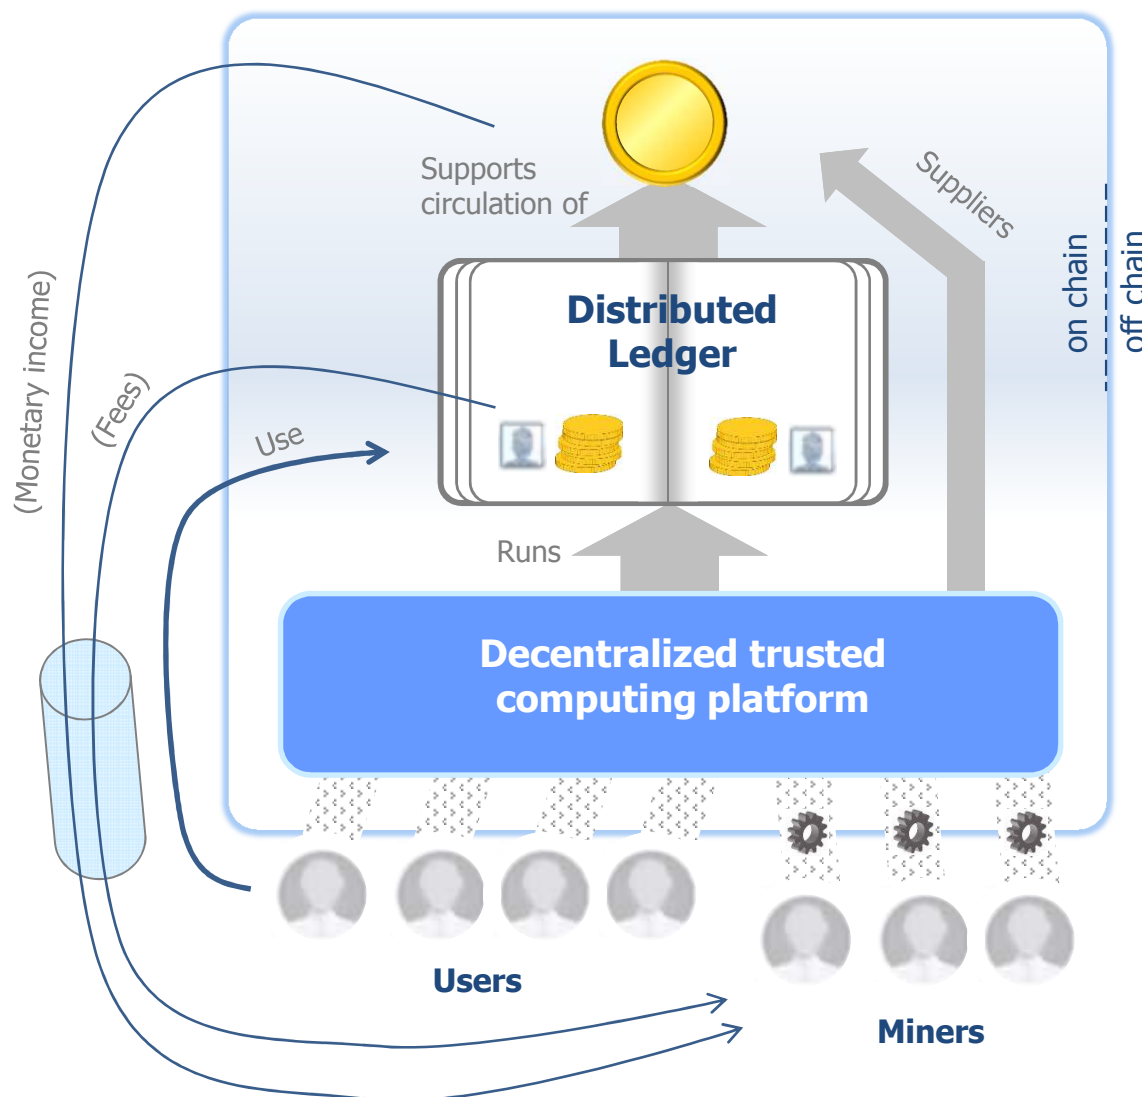 Supports
circulation of
Suppliers
on chain
off chain
(Monetary income)
(Fees)
Use
Distributed
Ledger
Runs
Decentralized trusted
computing platform
Users
Miners